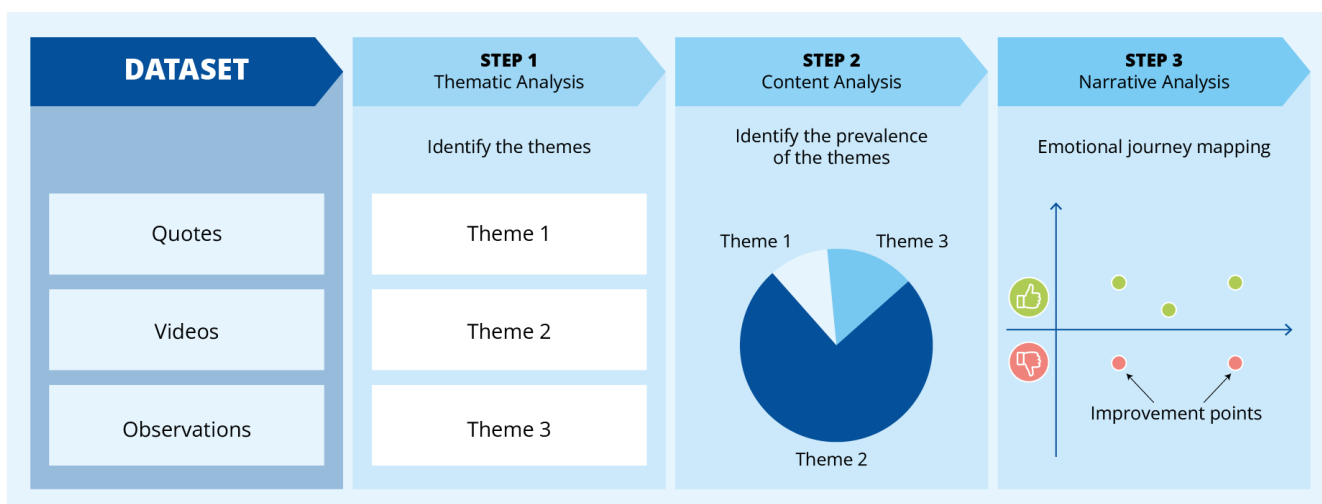 DATASET
Quotes
Videos
Observations
STEP 1
Thematic Analysis
Identify the themes
Theme 1
Theme 2
Theme 3
STEP 2
Content Analysis
Identify the prevalence
of the themes
Theme 1
Theme 3
Theme 2
STEP 3
Narrative Analysis
Emotional journey mapping
Improvement points